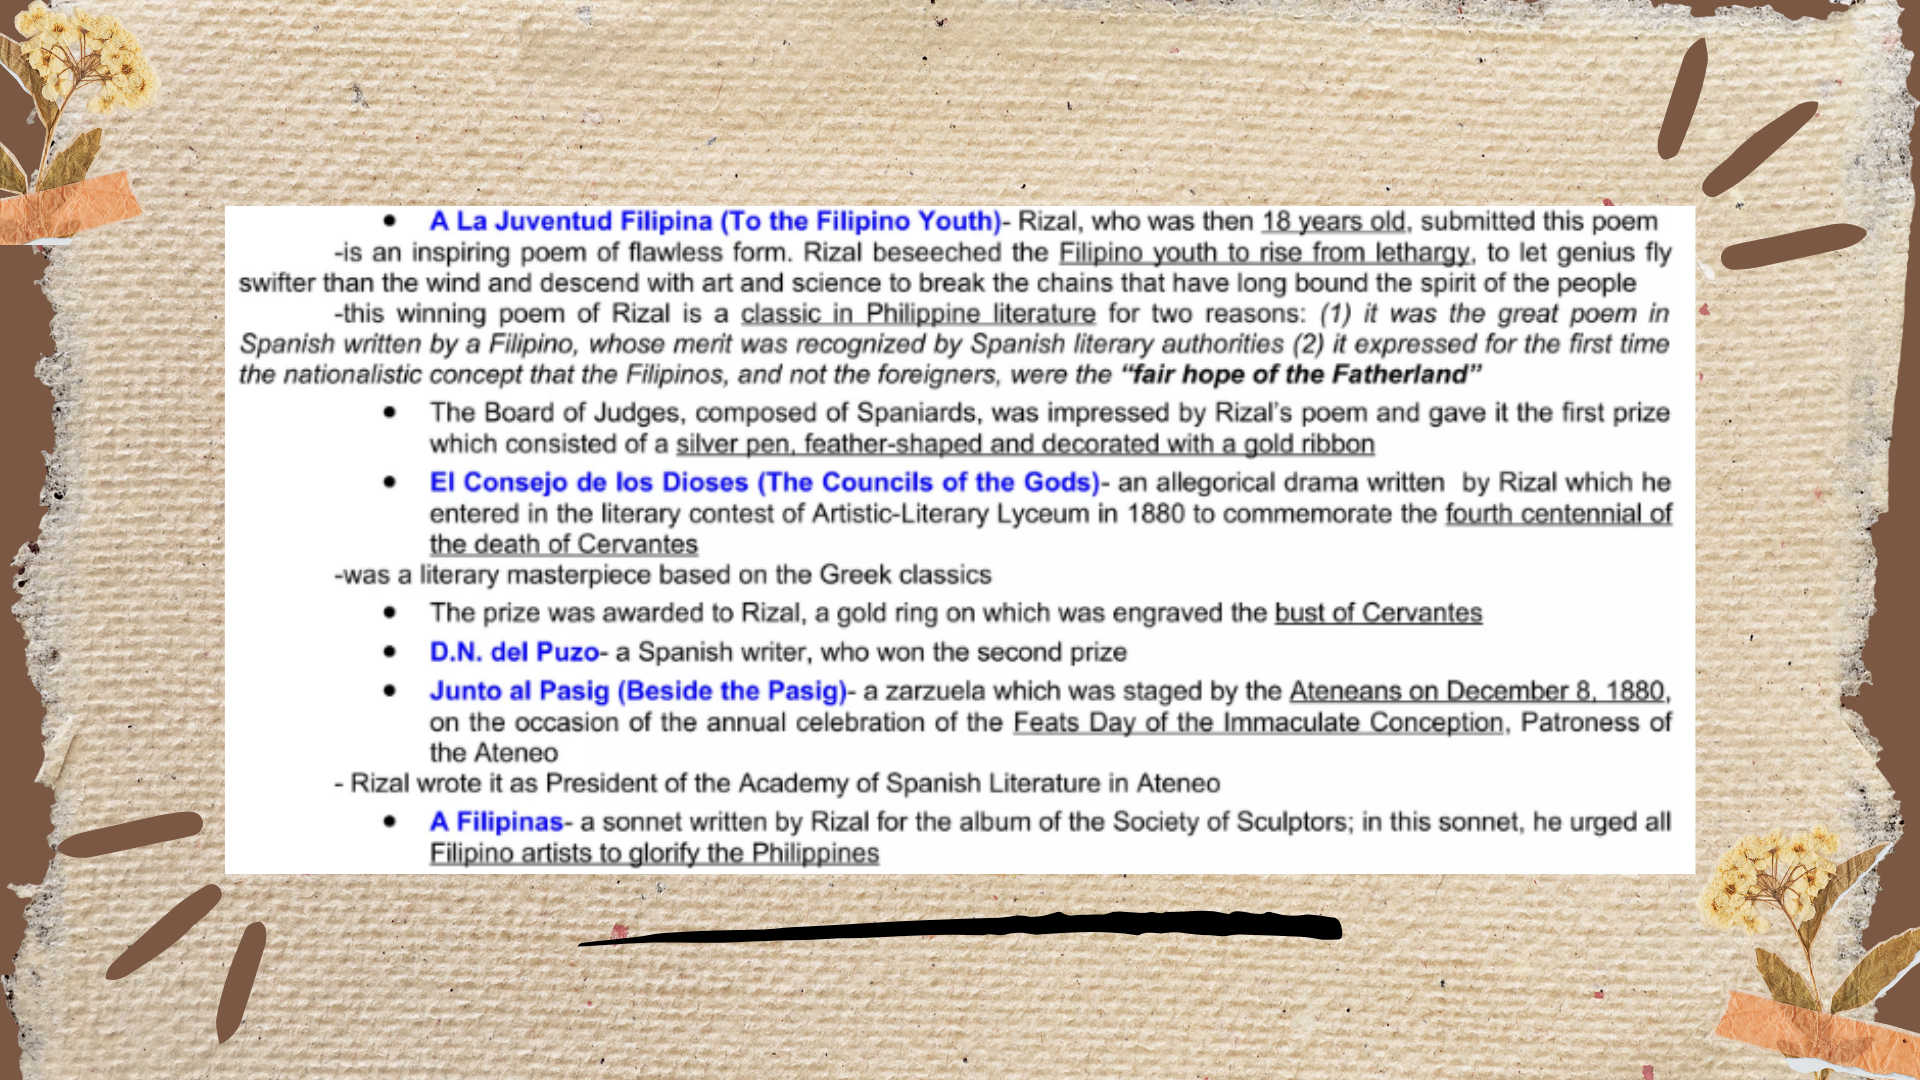 ● A La Juventud Filipina (To the Filipino Youth)- Rizal, who was then 18 years old, submitted this poem
-is an inspiring poem of flawless form. Rizal beseeched the Filipino youth to rise from lethargy, to let genius fly
swifter than the wind and descend with art and science to break the chains that have long bound the spirit of the people
-this winning poem of Rizal is a classic in Philippine literature for two reasons: (1) it was the great poem in
Spanish written by a Filipino, whose merit was recognized by Spanish literary authorities (2) it expressed for the first time
the nationalistic concept that the Filipinos, and not the foreigners, were the “fair hope of the Fatherland”
● The Board of Judges, composed of Spaniards, was impressed by Rizal’s poem and gave it the first prize
which consisted of a silver pen, feather-shaped and decorated with a gold ribbon
● El Consejo de los Dioses (The Councils of the Gods)- an allegorical drama written by Rizal which he
entered in the literary contest of Artistic-Literary Lyceum in 1880 to commemorate the fourth centennial of
the death of Cervantes
-was a literary masterpiece based on the Greek classics
● The prize was awarded to Rizal, a gold ring on which was engraved the bust of Cervantes
● D.N. del Puzo- a Spanish writer, who won the second prize
● Junto al Pasig (Beside the Pasig)- a zarzuela which was staged by the Ateneans on December 8, 1880,
on the occasion of the annual celebration of the Feats Day of the Immaculate Conception, Patroness of
the Ateneo
- Rizal wrote it as President of the Academy of Spanish Literature in Ateneo
● A Filipinas- a sonnet written by Rizal for the album of the Society of Sculptors; in this sonnet, he urged all
Filipino artists to glorify the Philippines